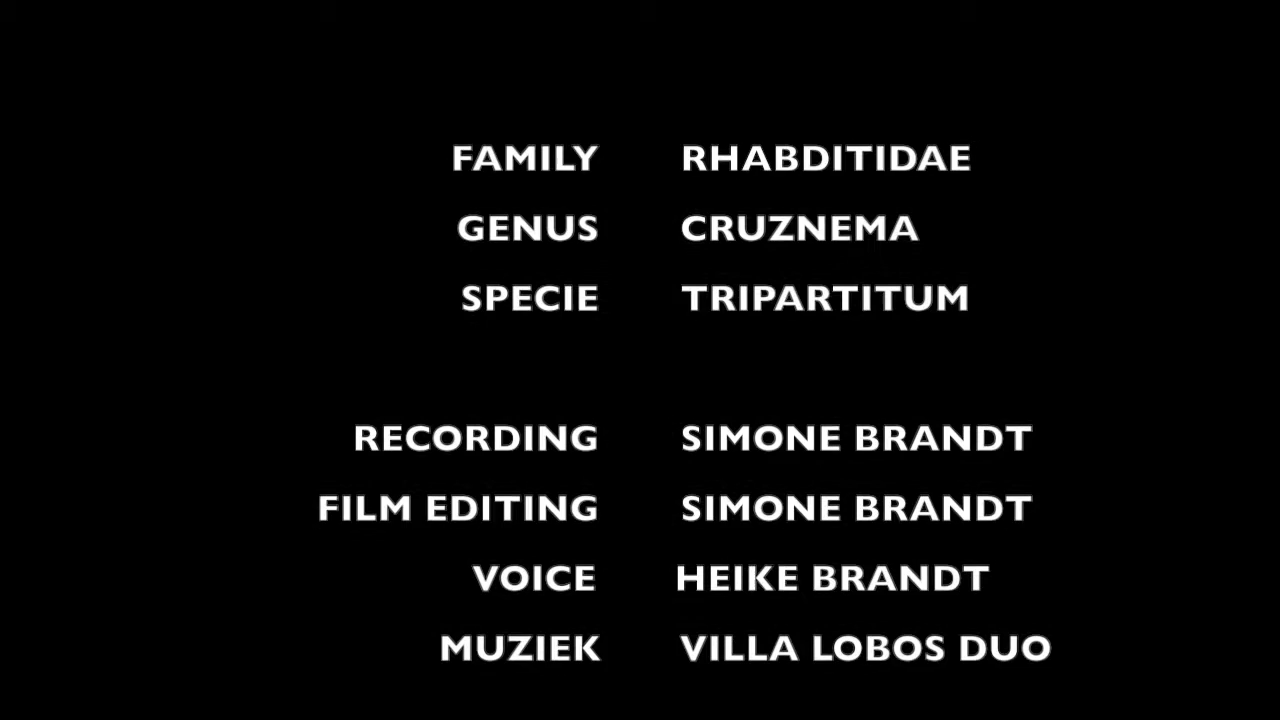 FAMILY RHABDITIDAE
GENUS CRUZNEMA
SPECIE TRIPARTITUM
RECORDING SIMONE BRANDT
FILM EDITING SIMONE BRANDT
VOICE HEIKE BRANDT
MUZIEK VILLA LOBOS DUO